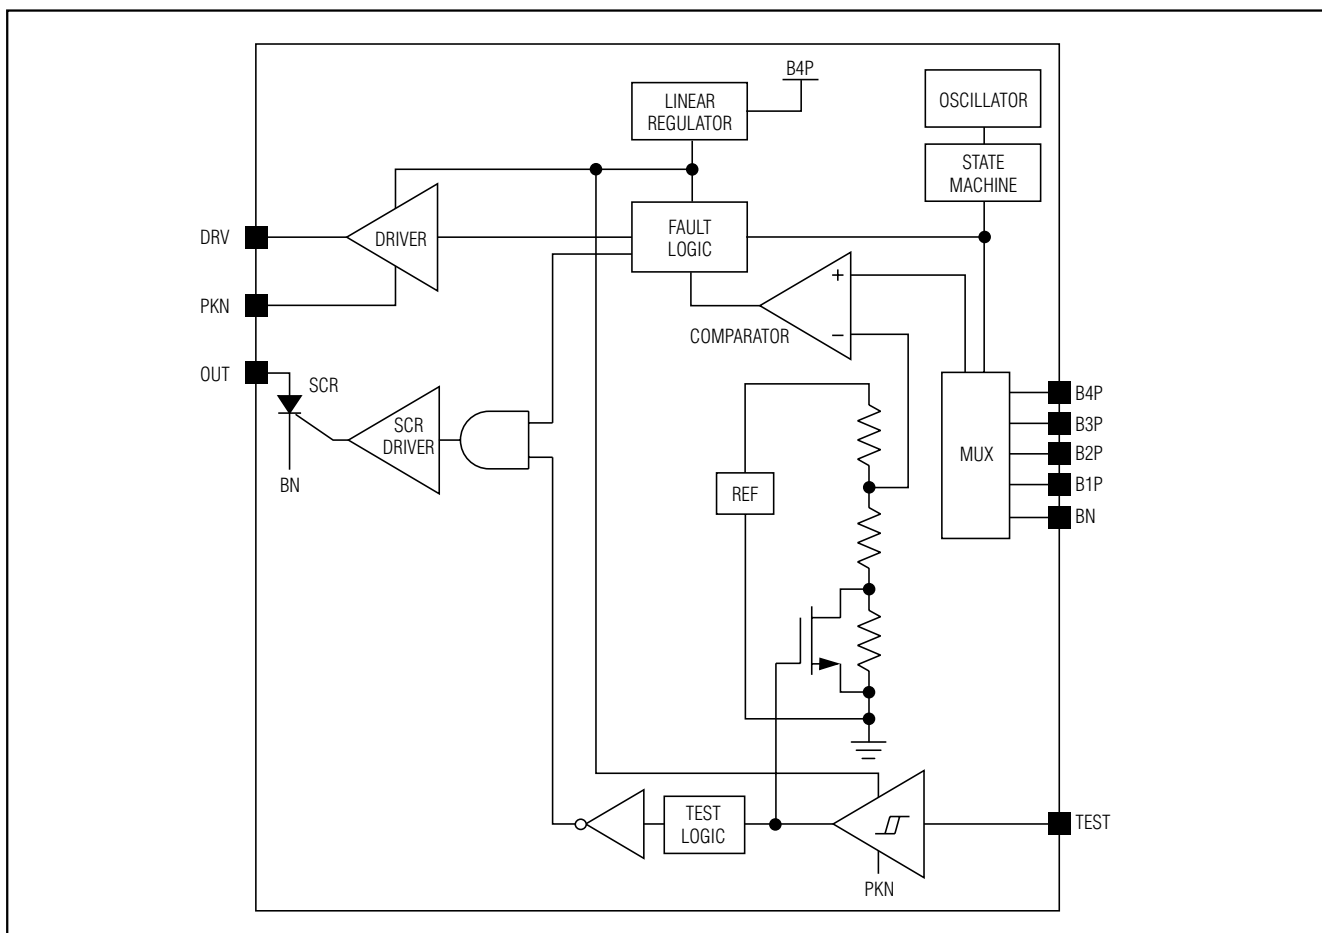 B4P
LINEAR
REGULATOR
OSCILLATOR
STATE
MACHINE
DRV
DRIVER
FAULT
LOGIC
PKN
+
COMPARATOR
−
OUT
SCR
SCR
DRIVER
BN
REF
MUX
B4P
B3P
B2P
B1P
BN
TEST
LOGIC
TEST
PKN